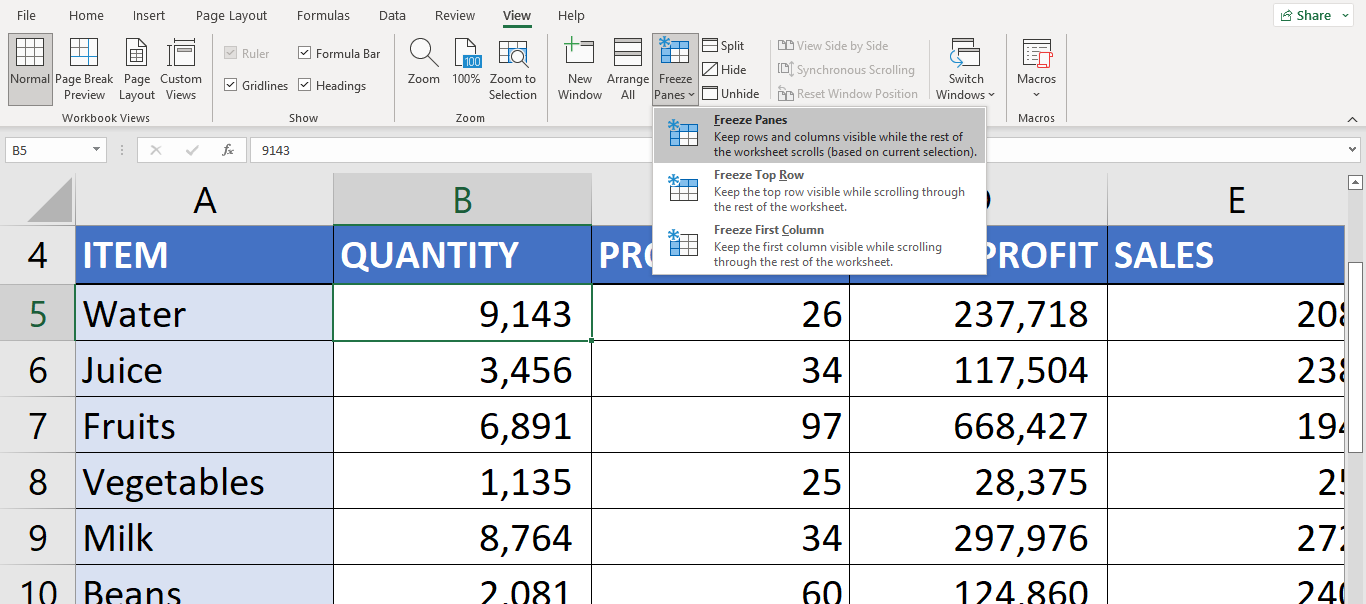 File Home Insert Page Layout Formulas Data Review View Help Share
Normal Page Break Preview Page Layout Custom Views
Workbook Views
Ruler Formula Bar
Gridlines Headings
Show
Zoom 100% Zoom to Selection
100
Zoom
New Window Arrange All Freeze Panes
Split
Hide
Unhide
View Side by Side
Synchronous Scrolling
Reset Window Position
Switch Windows
Macros
Macros
Freeze Panes
Keep rows and columns visible while the rest of
the worksheet scrolls (based on current selection).
Freeze Top Row
Keep the top row visible while scrolling through
the rest of the worksheet.
Freeze First Column
Keep the first column visible while scrolling
through the rest of the worksheet.
B5 fx 9143
A B E
4 ITEM QUANTITY PROFIT SALES
5 Water 9,143 26 237,718 208
6 Juice 3,456 34 117,504 238
7 Fruits 6,891 97 668,427 194
8 Vegetables 1,135 25 28,375 25
9 Milk 8,764 34 297,976 272
10 Beans 2,081 60 124,860 240